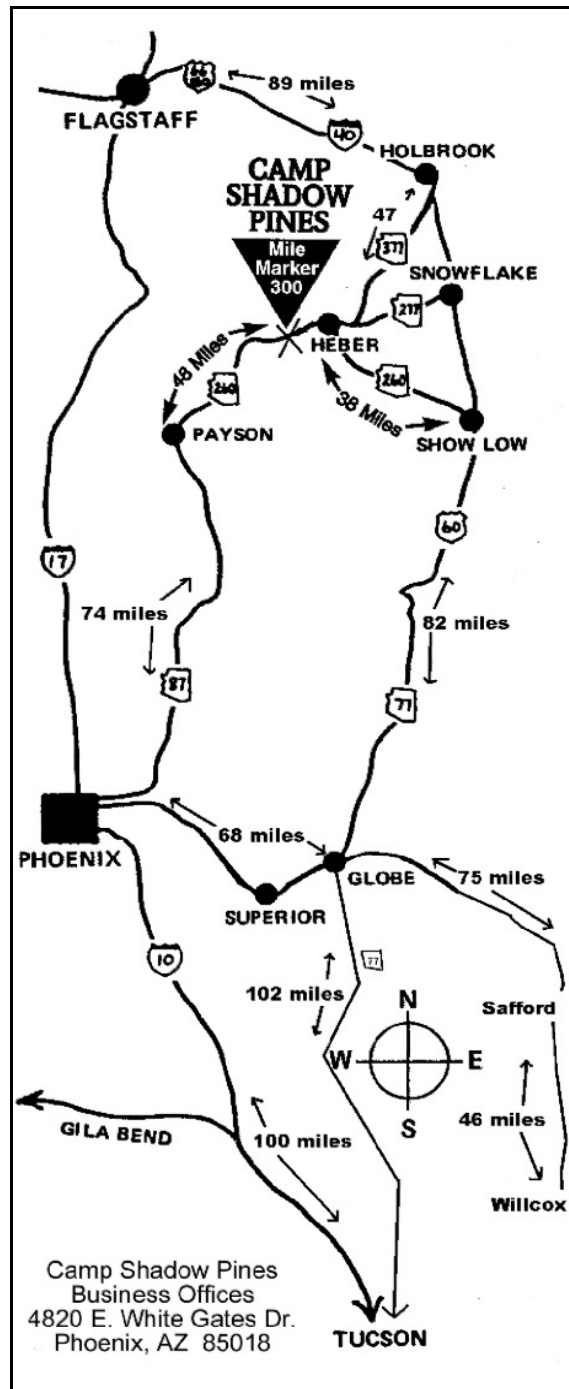 66
180
89 miles
FLAGSTAFF
40
HOLBROOK
CAMP
SHADOW
PINES
47
Mile
Marker
300
377
SNOWFLAKE
277
HEBER
48 Miles
260
260
38 Miles
PAYSON
SHOW LOW
60
17
74 miles
82 miles
87
77
68 miles
PHOENIX
GLOBE
75 miles
SUPERIOR
10
77
102 miles
N
Safford
W
E
S
46 miles
GILA BEND
100 miles
Willcox
Camp Shadow Pines
Business Offices
4820 E. White Gates Dr.
Phoenix, AZ 85018
TUCSON